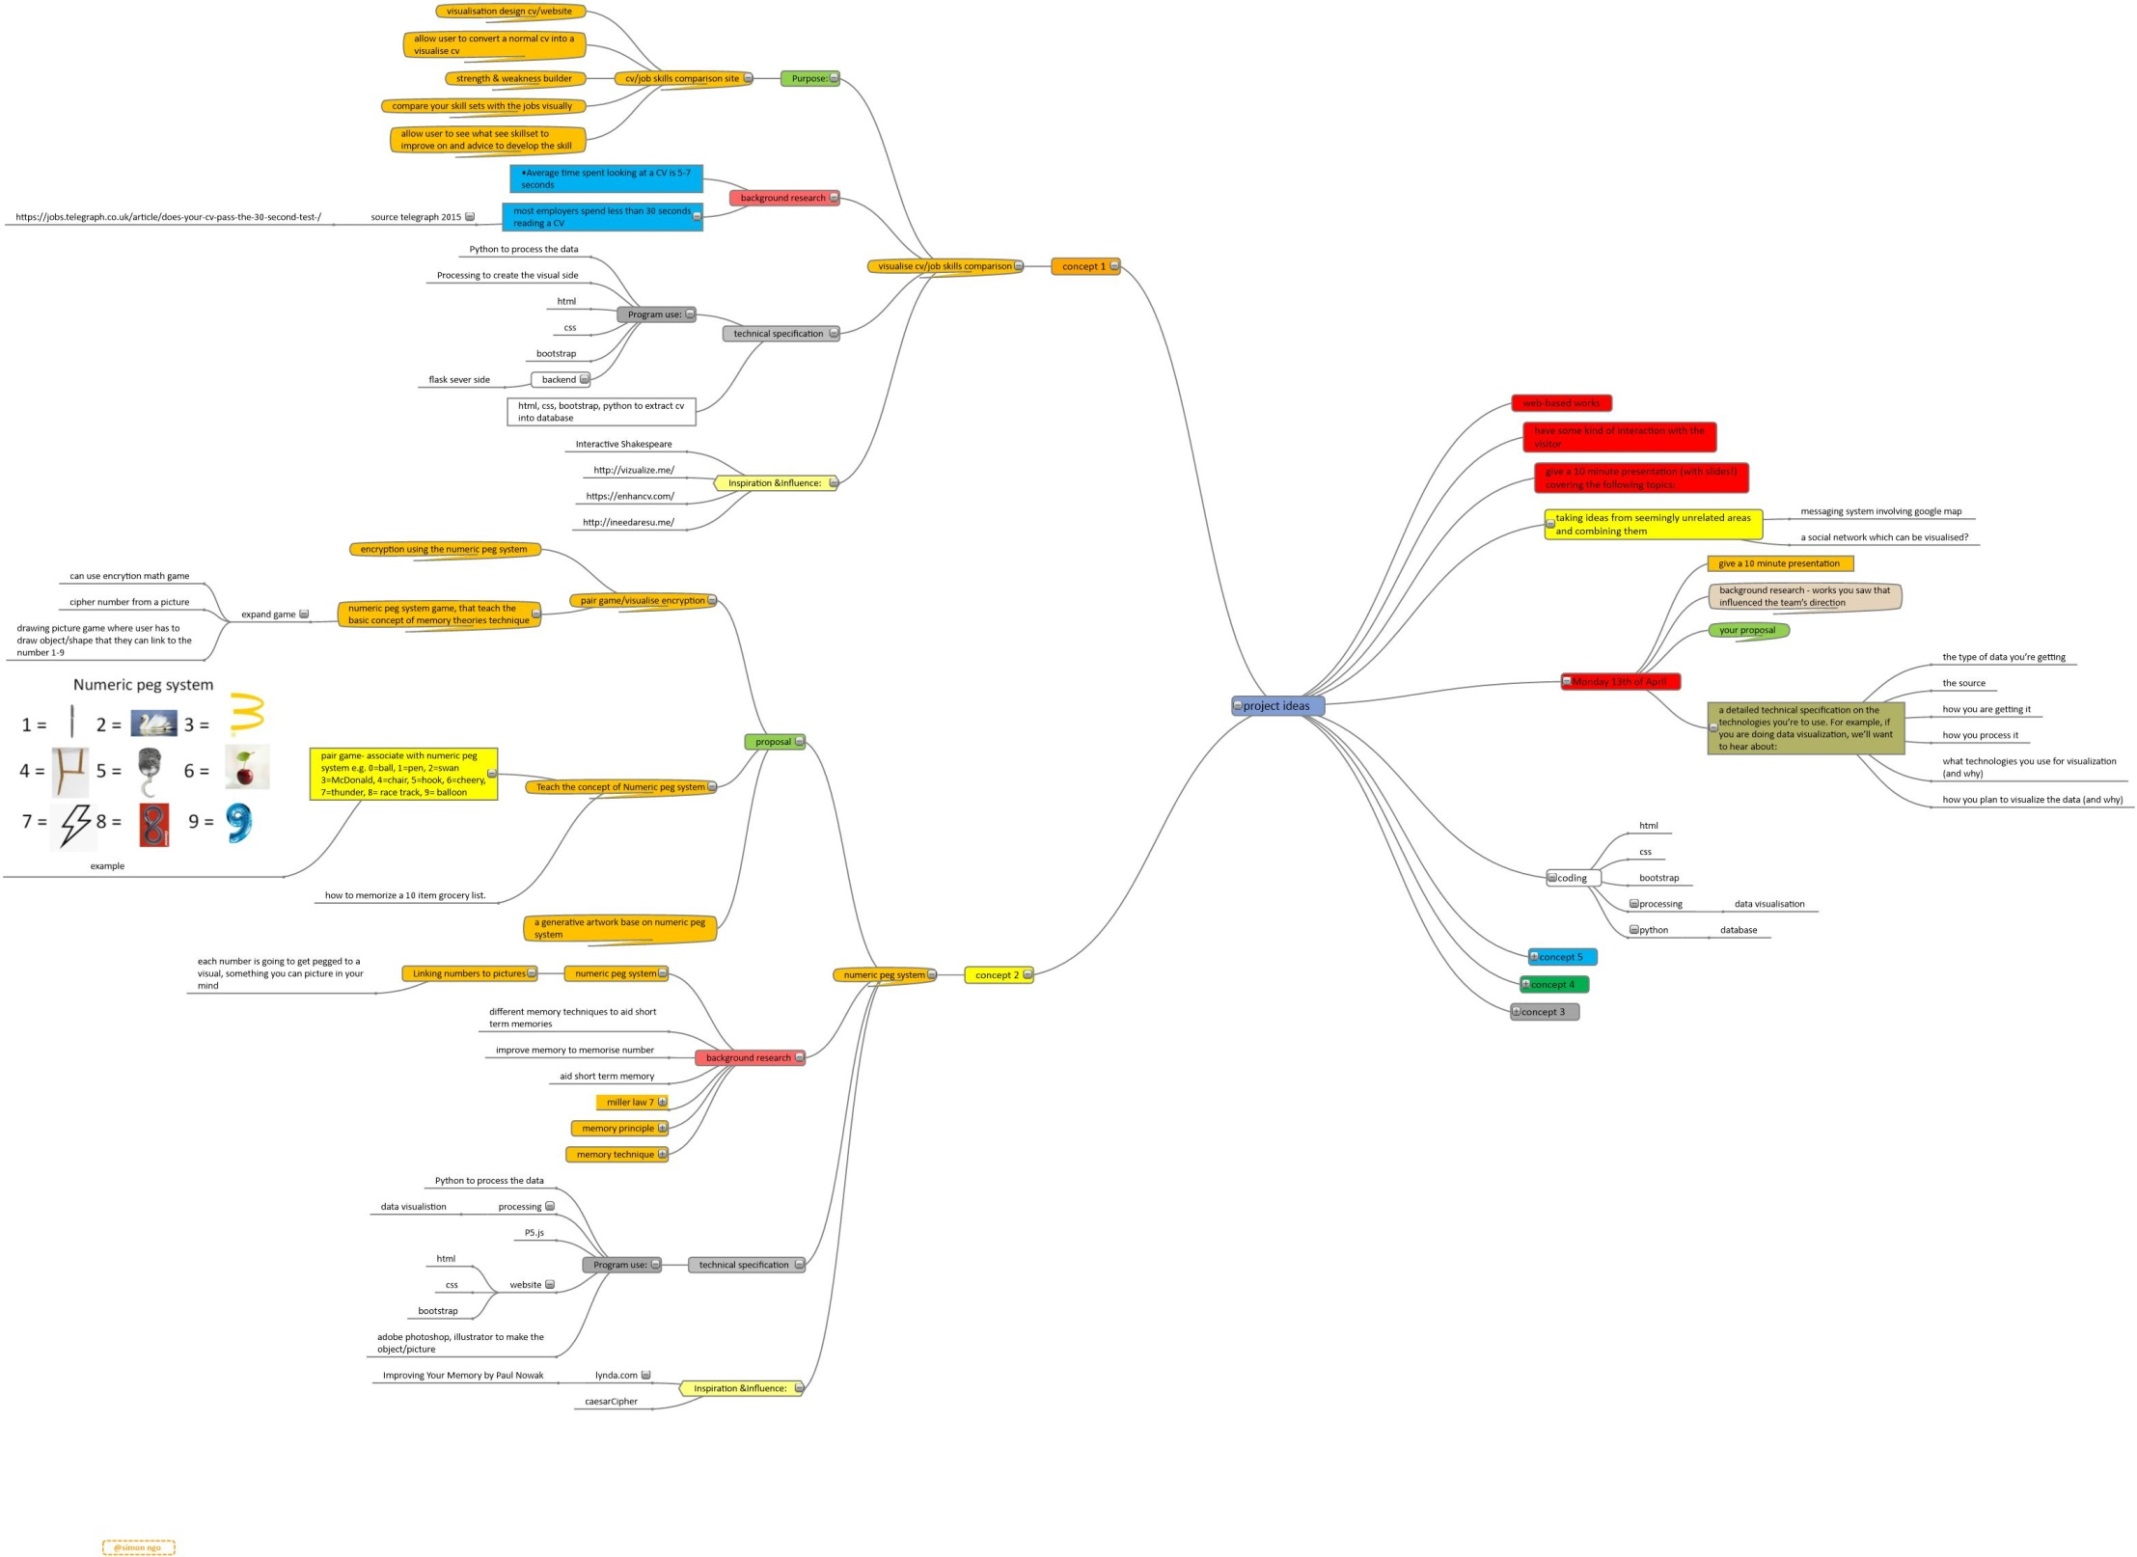 visualisation design cv/website
allow user to convert a normal cv into a
visualise cv
strength & weakness builder
compare your skill sets with the jobs visually
allow user to see what see skillset to
improve on and advice to develop the skill
cv/job skills comparison site
Purpose:
•Average time spent looking at a CV is 5-7
seconds
most employers spend less than 30 seconds
reading a CV
source telegraph 2015
https://jobs.telegraph.co.uk/article/does-your-cv-pass-the-30-second-test-/
background research
Python to process the data
Processing to create the visual side
html
css
bootstrap
flask sever side
backend
Program use:
technical specification
html, css, bootstrap, python to extract cv
into database
Interactive Shakespeare
http://vizualize.me/
https://enhancv.com/
http://ineedaresu.me/
Inspiration &Influence:
visualise cv/job skills comparison
concept 1
encryption using the numeric peg system
can use encrytion math game
cipher number from a picture
drawing picture game where user has to
draw object/shape that they can link to the
number 1-9
expand game
numeric peg system game, that teach the
basic concept of memory theories technique
pair game/visualise encryption
Numeric peg system
1 = 2 = 3 =
4 = 5 = 6 =
7 = 8 = 9 =
example
pair game- associate with numeric peg
system e.g. 0=ball, 1=pen, 2=swan
3=McDonald, 4=chair, 5=hook, 6=cheery,
7=thunder, 8= race track, 9= balloon
Teach the concept of Numeric peg system
how to memorize a 10 item grocery list.
a generative artwork base on numeric peg
system
proposal
each number is going to get pegged to a
visual, something you can picture in your
mind
Linking numbers to pictures
numeric peg system
different memory techniques to aid short
term memories
improve memory to memorise number
aid short term memory
miller law 7
memory principle
memory technique
background research
numeric peg system
concept 2
Python to process the data
data visualistion
processing
P5.js
html
css
bootstrap
website
adobe photoshop, illustrator to make the
object/picture
Program use:
technical specification
Improving Your Memory by Paul Nowak
lynda.com
caesarCipher
Inspiration &Influence:
project ideas
web-based works
have some kind of interaction with the
visitor
give a 10 minute presentation (with slides!)
covering the following topics:
taking ideas from seemingly unrelated areas
and combining them
messaging system involving google map
a social network which can be visualised?
Monday 13th of April
give a 10 minute presentation
background research - works you saw that
influenced the team's direction
your proposal
a detailed technical specification on the
technologies you're to use. For example, if
you are doing data visualization, we'll want
to hear about:
the type of data you're getting
the source
how you are getting it
how you process it
what technologies you use for visualization
(and why)
how you plan to visualize the data (and why)
coding
html
css
bootstrap
processing
data visualisation
python
database
concept 5
concept 4
concept 3
@simon ngo